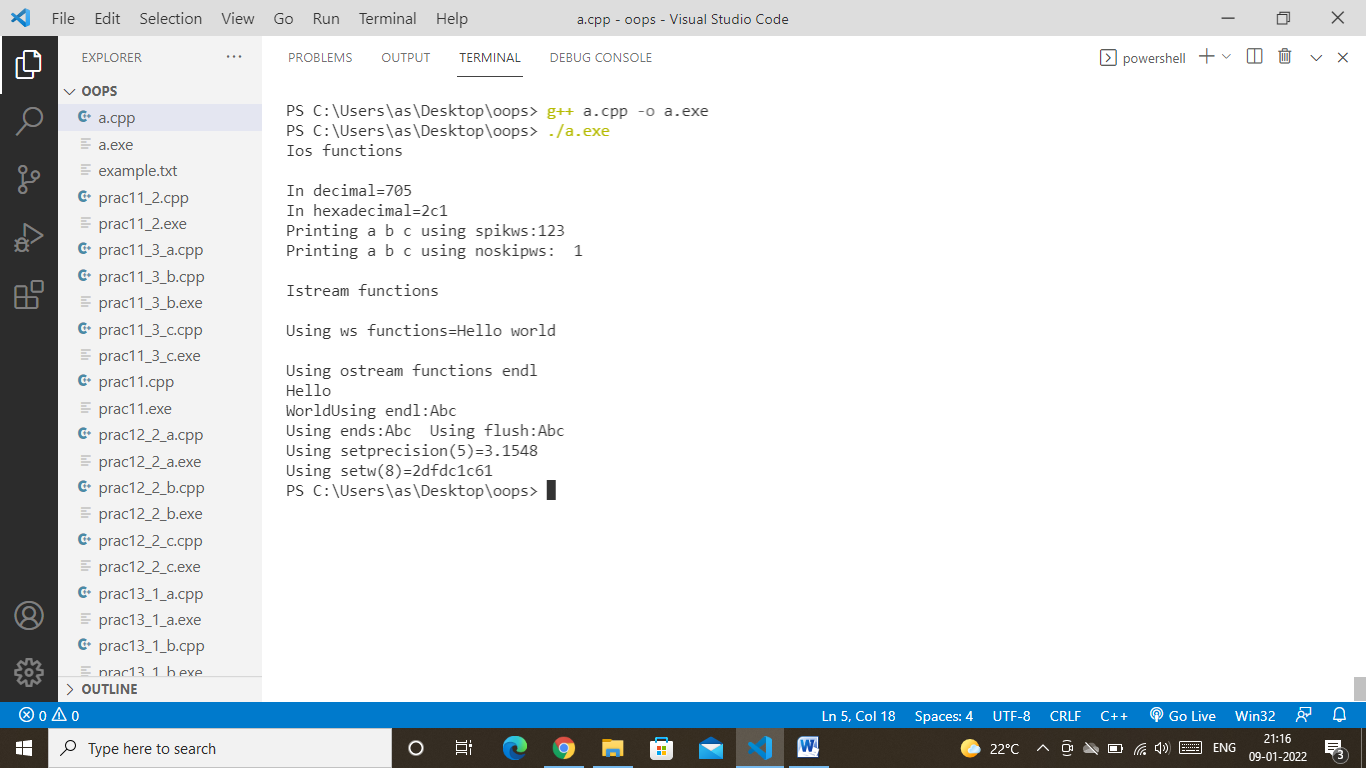 File Edit Selection View Go Run Terminal Help a.cpp - oops - Visual Studio Code
EXPLORER
OOPS
a.cpp
a.exe
example.txt
prac11_2.cpp
prac11_2.exe
prac11_3_a.cpp
prac11_3_b.cpp
prac11_3_b.exe
prac11_3_c.cpp
prac11_3_c.exe
prac11.cpp
prac11.exe
prac12_2_a.cpp
prac12_2_a.exe
prac12_2_b.cpp
prac12_2_b.exe
prac12_2_c.cpp
prac12_2_c.exe
prac13_1_a.cpp
prac13_1_a.exe
prac13_1_b.cpp
prac13_1_b.exe
OUTLINE
PROBLEMS OUTPUT TERMINAL DEBUG CONSOLE powershell
PS C:\Users\as\Desktop\oops> g++ a.cpp -o a.exe
PS C:\Users\as\Desktop\oops> ./a.exe
Ios functions
In decimal=705
In hexadecimal=2c1
Printing a b c using spikws:123
Printing a b c using noskipws:  1
Istream functions
Using ws functions=Hello world
Using ostream functions endl
Hello
WorldUsing endl:Abc
Using ends:Abc  Using flush:Abc
Using setprecision(5)=3.1548
Using setw(8)=2dfdc1c61
PS C:\Users\as\Desktop\oops>
0 0 Ln 5, Col 18 Spaces: 4 UTF-8 CRLF C++ Go Live Win32
Type here to search 22°C ENG 21:16
09-01-2022 3